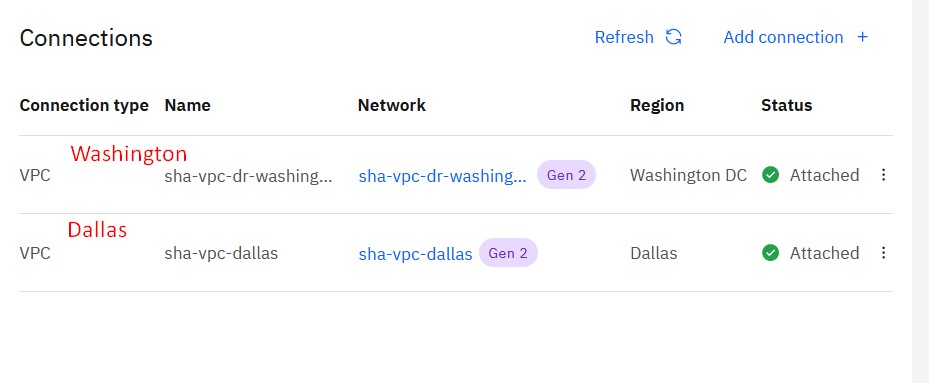 Connections
Refresh
Add connection +
Connection type Name Network Region Status
Washington
VPC sha-vpc-dr-washing... sha-vpc-dr-washing... Gen 2 Washington DC Attached
Dallas
VPC sha-vpc-dallas sha-vpc-dallas Gen 2 Dallas Attached